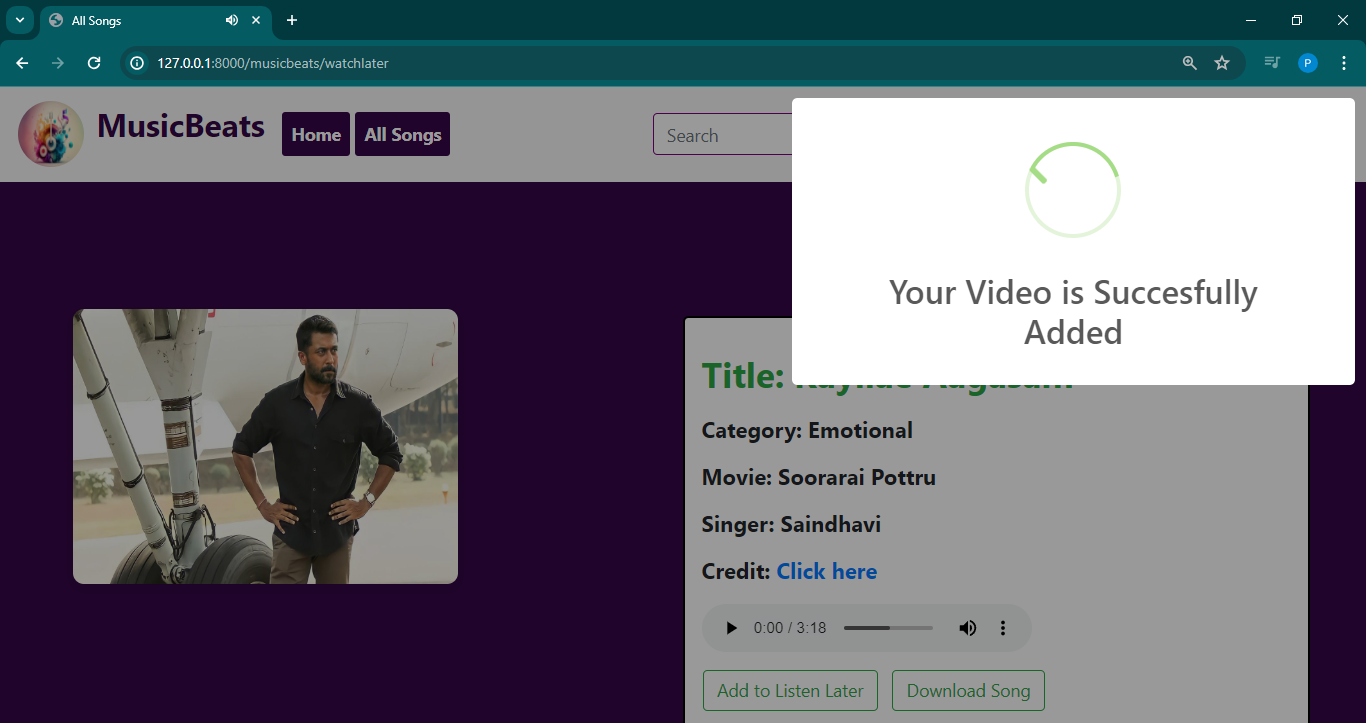 All Songs
127.0.0.1:8000/musicbeats/watchlater
P
MusicBeats
Home
All Songs
Search
Your Video is Succesfully
Added
Title:
Category: Emotional
Movie: Soorarai Pottru
Singer: Saindhavi
Credit: Click here
0:00 / 3:18
Add to Listen Later
Download Song